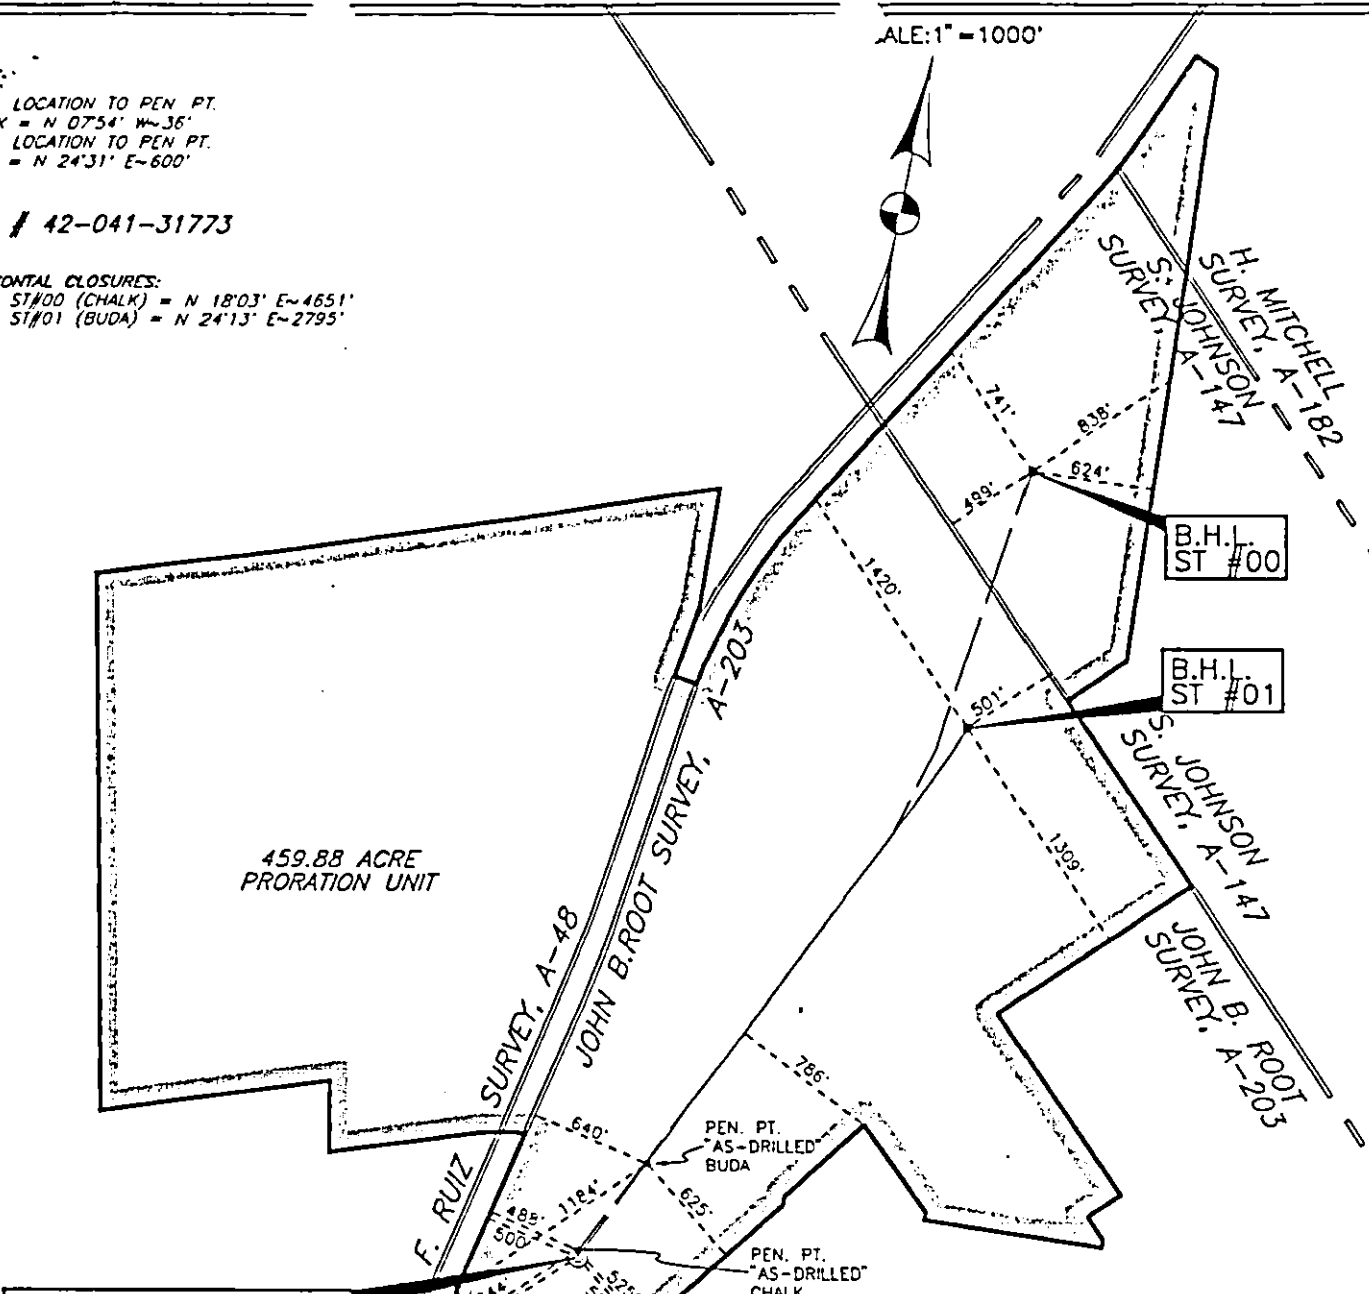 ALE:1"=1000'
LOCATION TO PEN PT.
= N 07°54' W~36'
LOCATION TO PEN PT.
= N 24°31' E~600'
# 42-041-31773
ONTAL CLOSURES:
ST#00 (CHALK) = N 18°03' E~4651'
ST#01 (BUDA) = N 24°13' E~2795'
H. MITCHELL
SURVEY, A-182
S. JOHNSON
SURVEY, A-147
741'
838'
624'
499'
B.H.L.
ST #00
1420'
B.H.L.
ST #01
501'
S. JOHNSON
SURVEY, A-147
1309'
JOHN B. ROOT
SURVEY, A-203
459.88 ACRE
PRORATION UNIT
JOHN B.ROOT SURVEY, A-203
F. RUIZ SURVEY, A-48
786'
640'
PEN. PT.
"AS-DRILLED"
BUDA
1184'
625'
488'
500'
525'
PEN. PT.
"AS-DRILLED"
CHALK